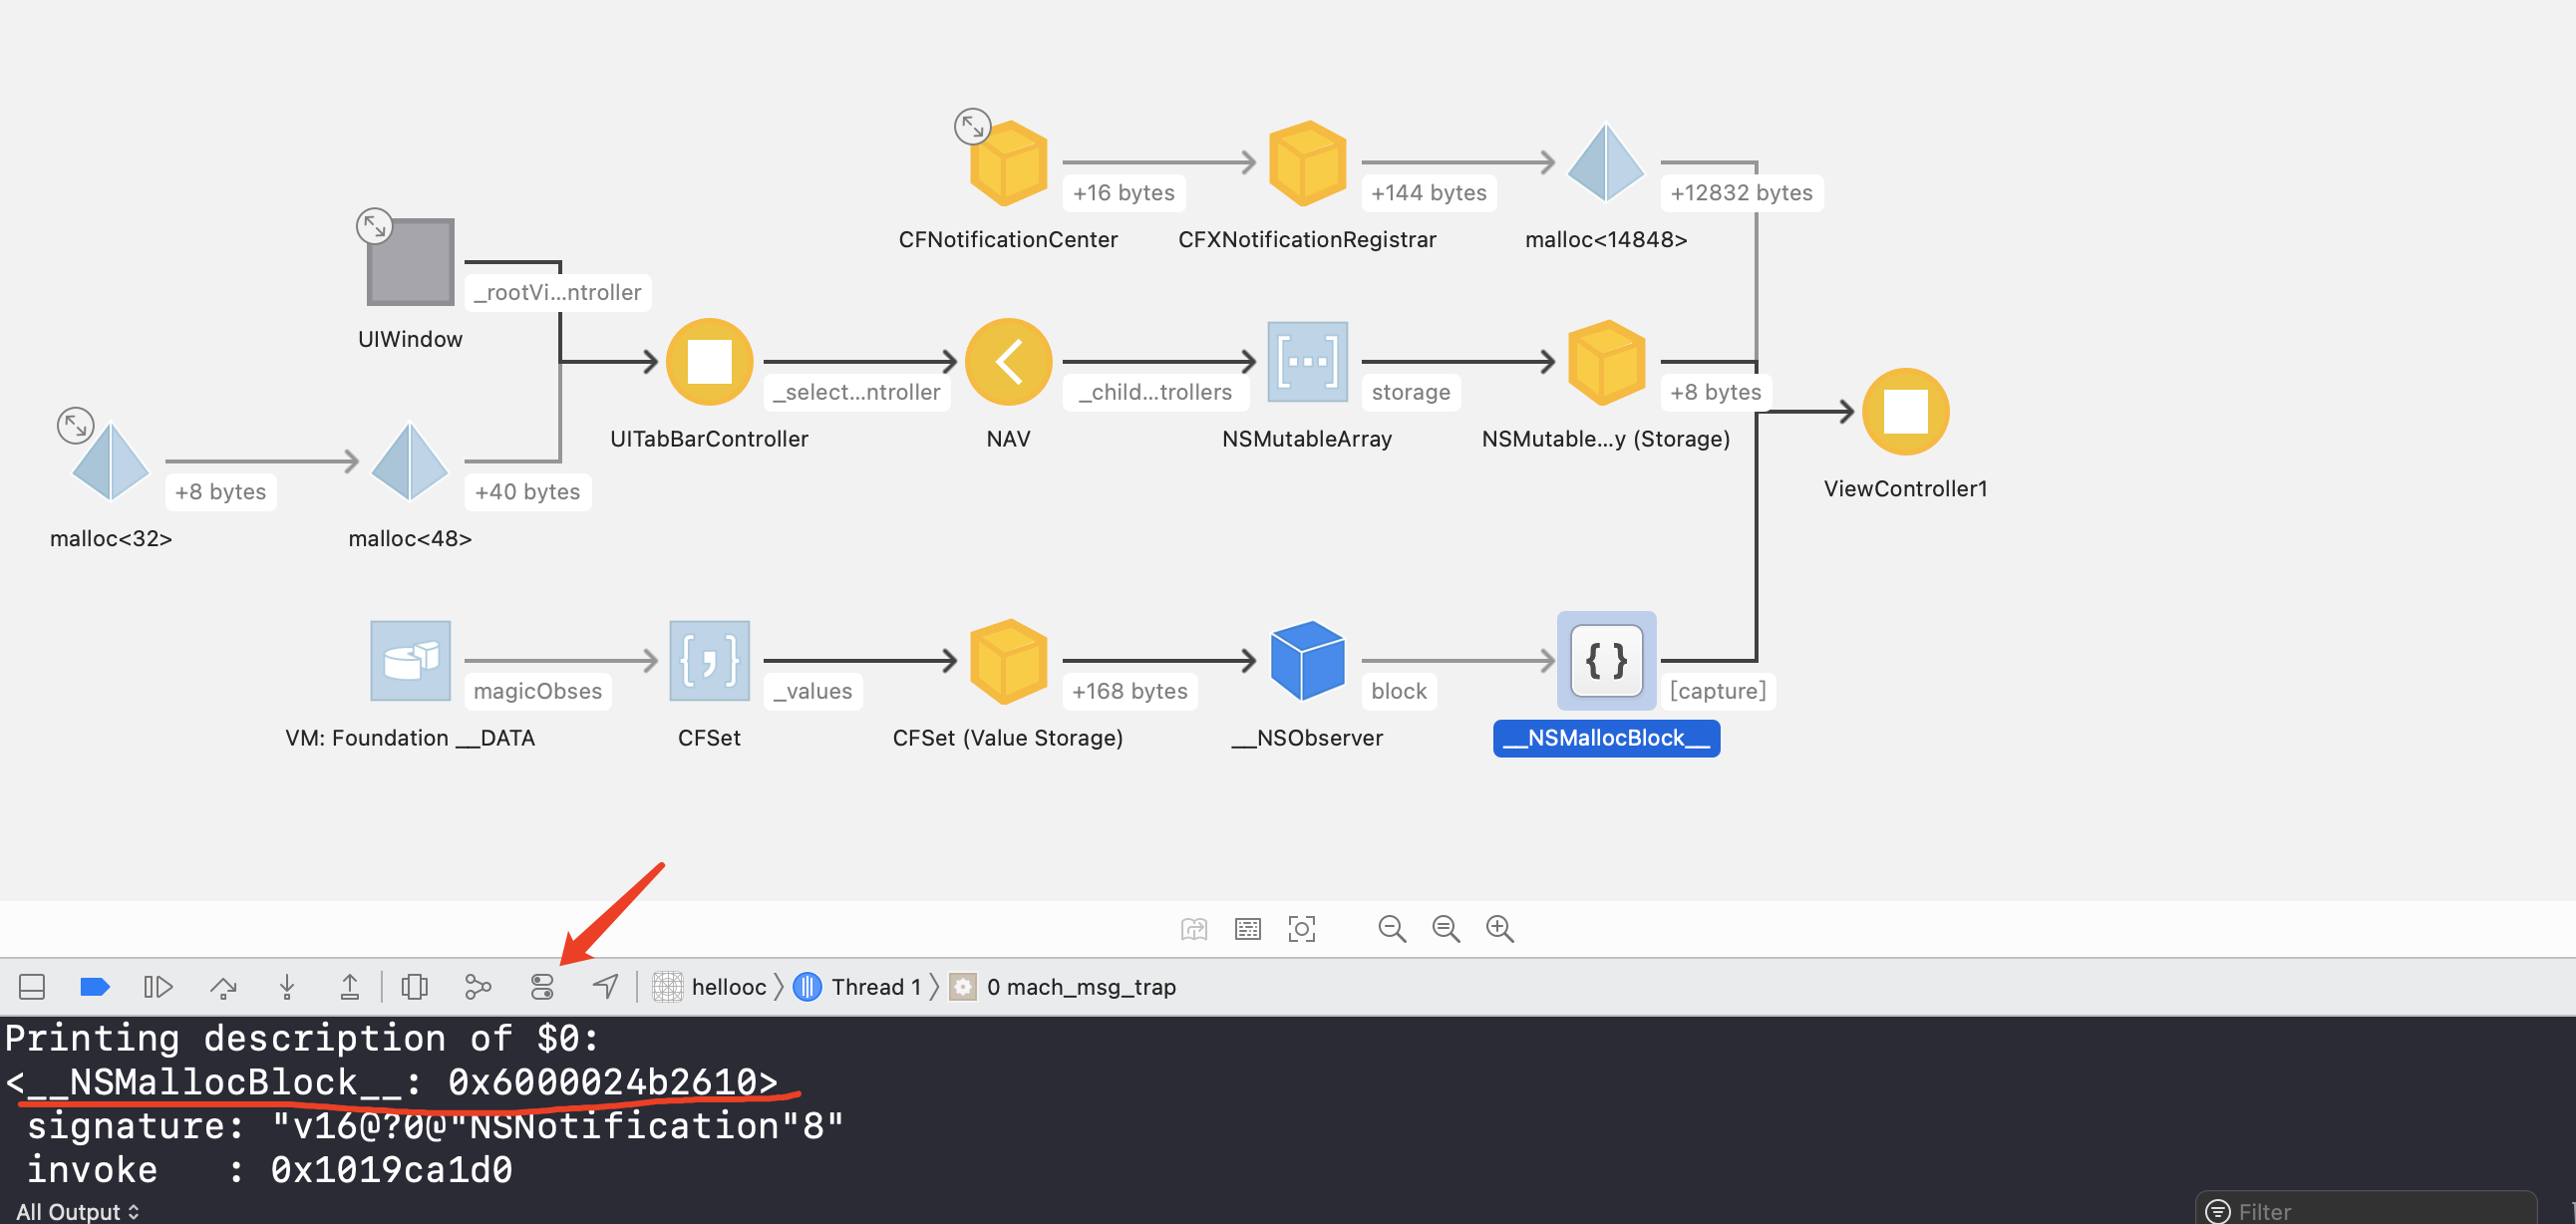 +16 bytes
+144 bytes
+12832 bytes
CFNotificationCenter
CFXNotificationRegistrar
malloc<14848>
_rootVi...ntroller
UIWindow
_select...ntroller
_child...trollers
storage
+8 bytes
UITabBarController
NAV
NSMutableArray
NSMutable...y (Storage)
ViewController1
+8 bytes
+40 bytes
malloc<32>
malloc<48>
magicObses
_values
+168 bytes
block
[capture]
VM: Foundation __DATA
CFSet
CFSet (Value Storage)
__NSObserver
__NSMallocBlock__
hellooc
Thread 1
0 mach_msg_trap
Printing description of $0:
<__NSMallocBlock__: 0x6000024b2610>
signature: "v16@?0@"NSNotification"8"
invoke   : 0x1019ca1d0
All Output
Filter